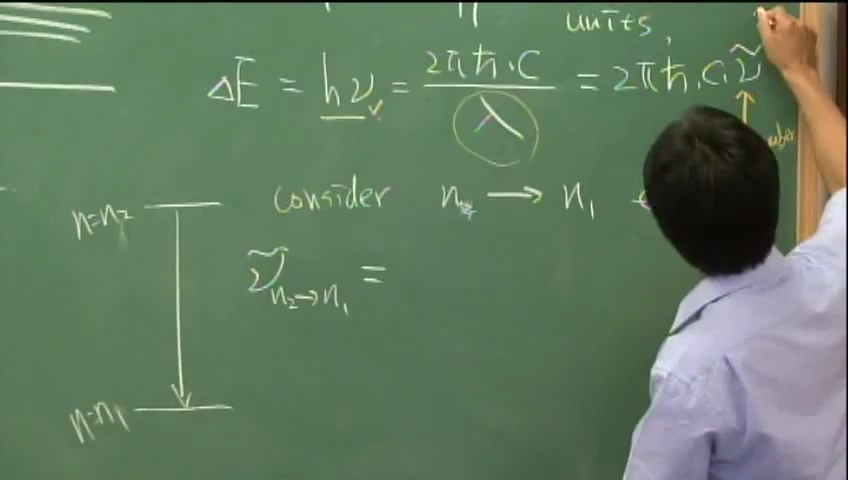 units,
ΔE = hν = 2πħ·c / λ = 2πħ·c·ν̃
consider n₂ → n₁
n=n₂
ν̃ n₂→n₁ =
n=n₁